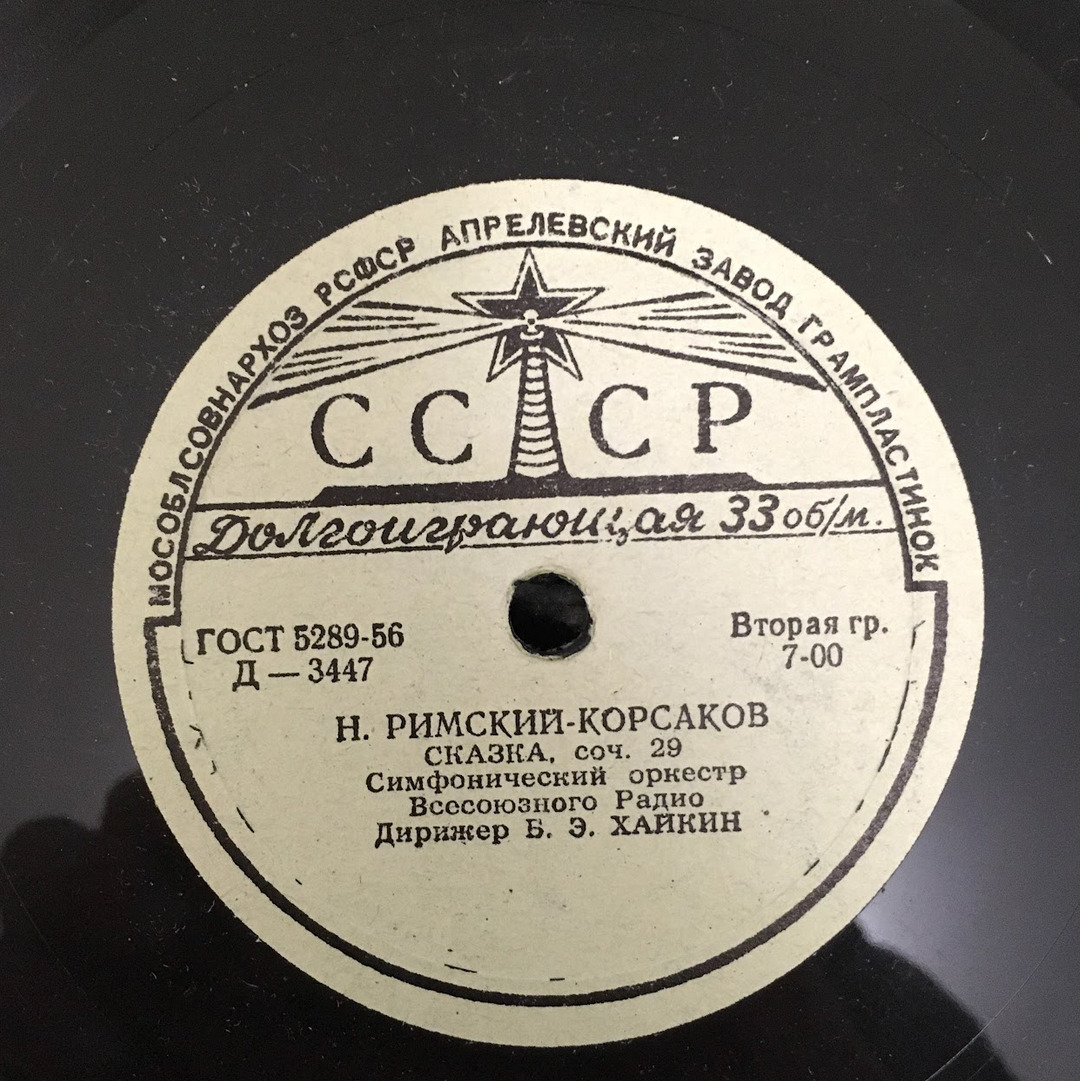 МОСОБЛСОВНАРХОЗ РСФСР АПРЕЛЕВСКИЙ ЗАВОД ГРАМПЛАСТИНОК
СССР
Долгоиграющая 33 об/м.
ГОСТ 5289-56
Д — 3447
Вторая гр.
7-00
Н. РИМСКИЙ-КОРСАКОВ
СКАЗКА, соч. 29
Симфонический оркестр
Всесоюзного Радио
Дирижер Б. Э. ХАЙКИН